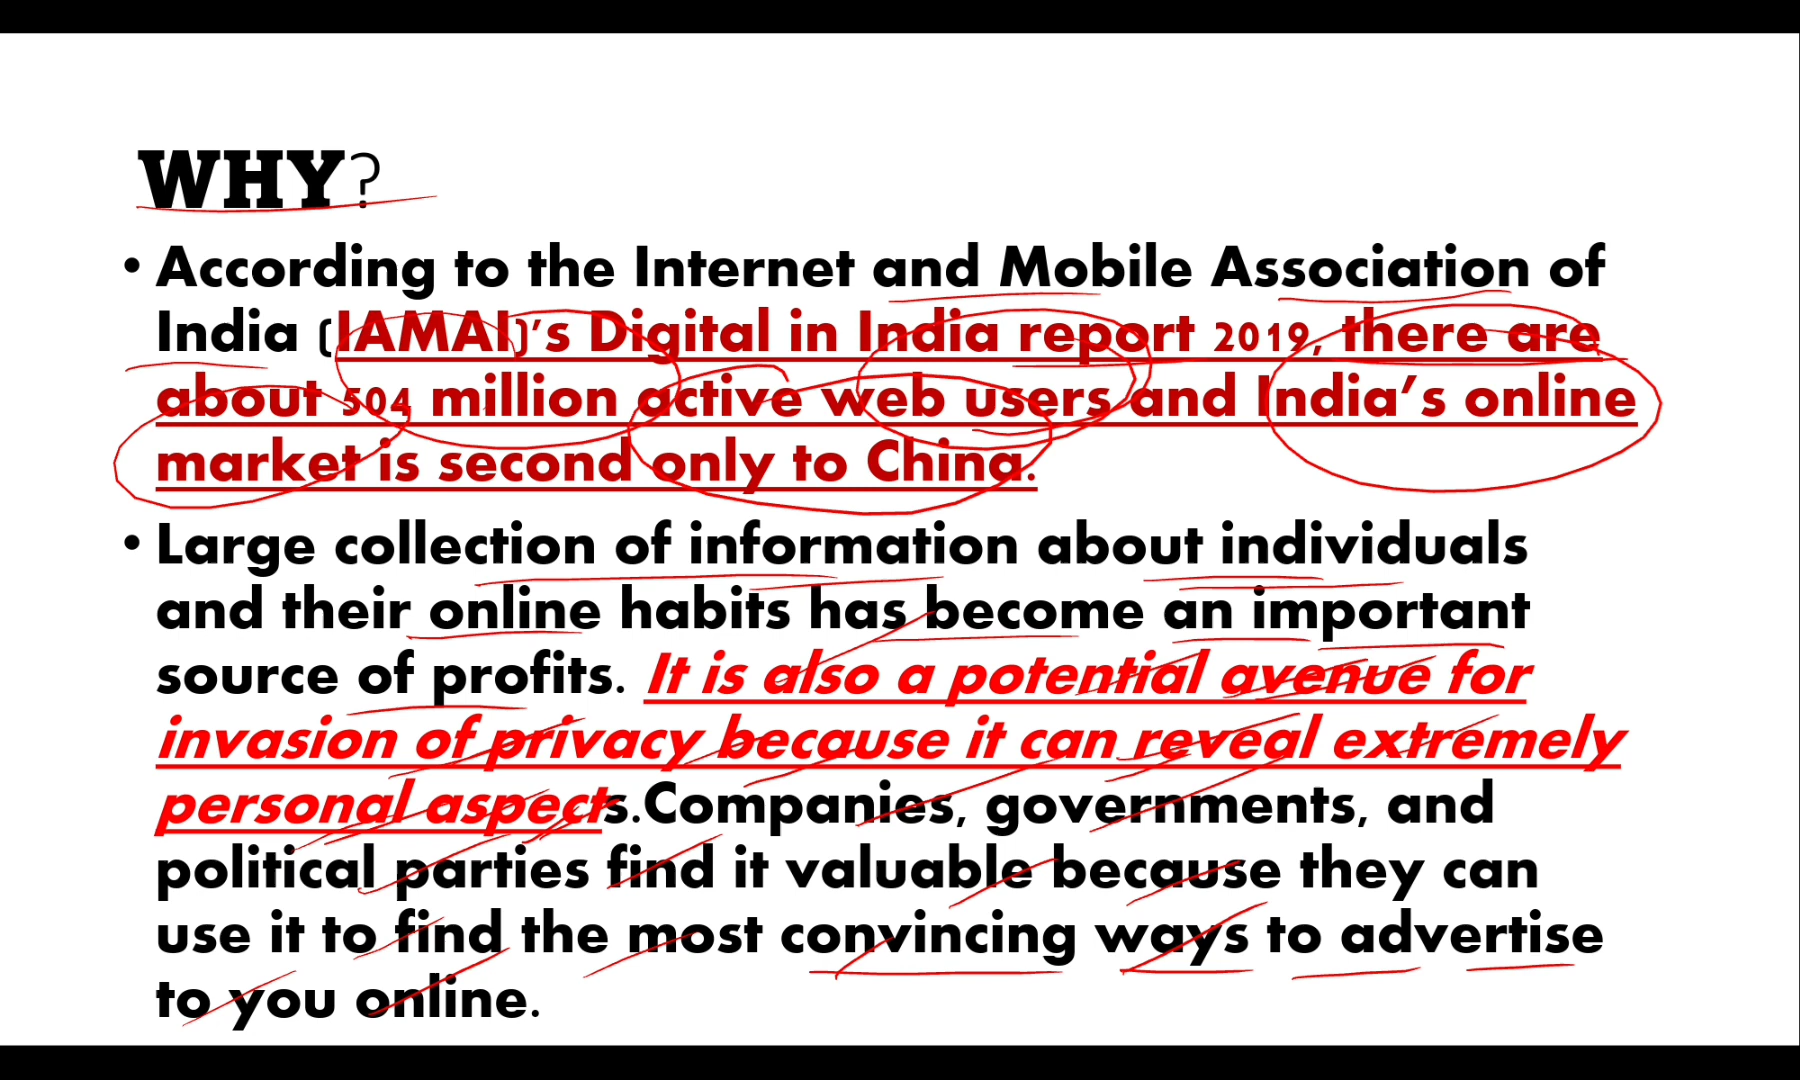 WHY?
• According to the Internet and Mobile Association of
India (IAMAI)’s Digital in India report 2019, there are
about 504 million active web users and India’s online
market is second only to China.
• Large collection of information about individuals
and their online habits has become an important
source of profits. It is also a potential avenue for
invasion of privacy because it can reveal extremely
personal aspects.Companies, governments, and
political parties find it valuable because they can
use it to find the most convincing ways to advertise
to you online.